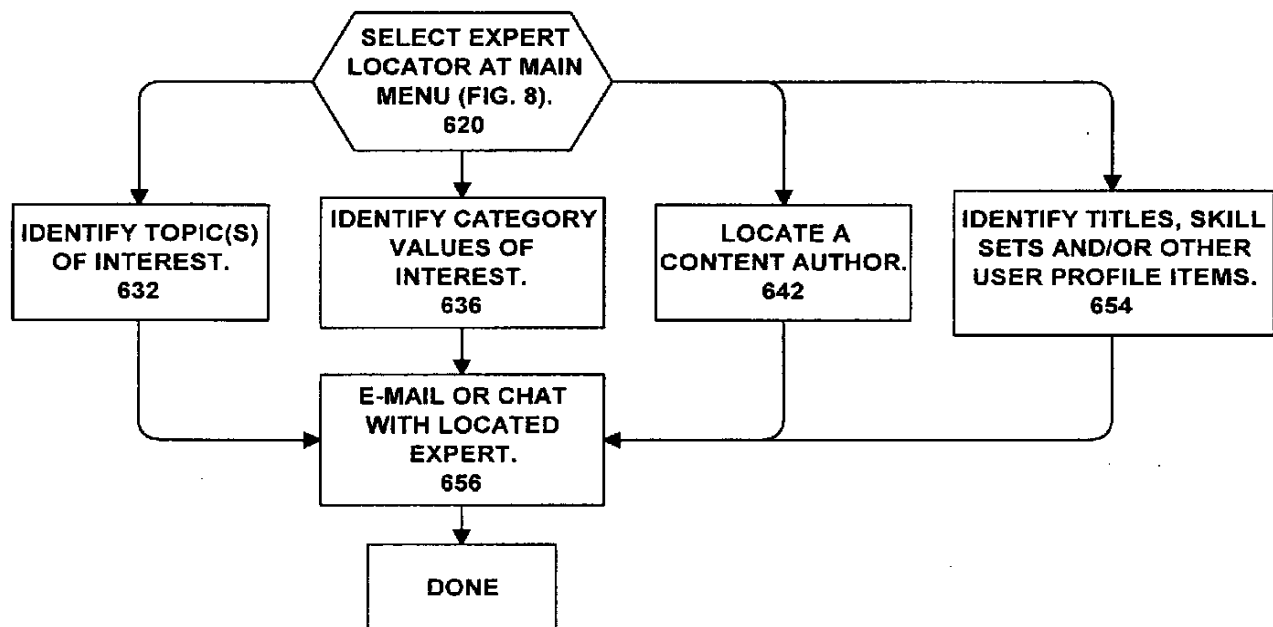 SELECT EXPERT
LOCATOR AT MAIN
MENU (FIG. 8).
620
IDENTIFY TOPIC(S)
OF INTEREST.
632
IDENTIFY CATEGORY
VALUES OF
INTEREST.
636
LOCATE A
CONTENT AUTHOR.
642
IDENTIFY TITLES, SKILL
SETS AND/OR OTHER
USER PROFILE ITEMS.
654
E-MAIL OR CHAT
WITH LOCATED
EXPERT.
656
DONE